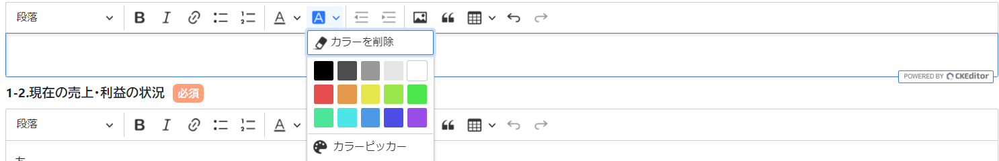 段落
カラーを削除
POWERED BY CKEditor
1-2.現在の売上・利益の状況 必須
段落
カラーピッカー